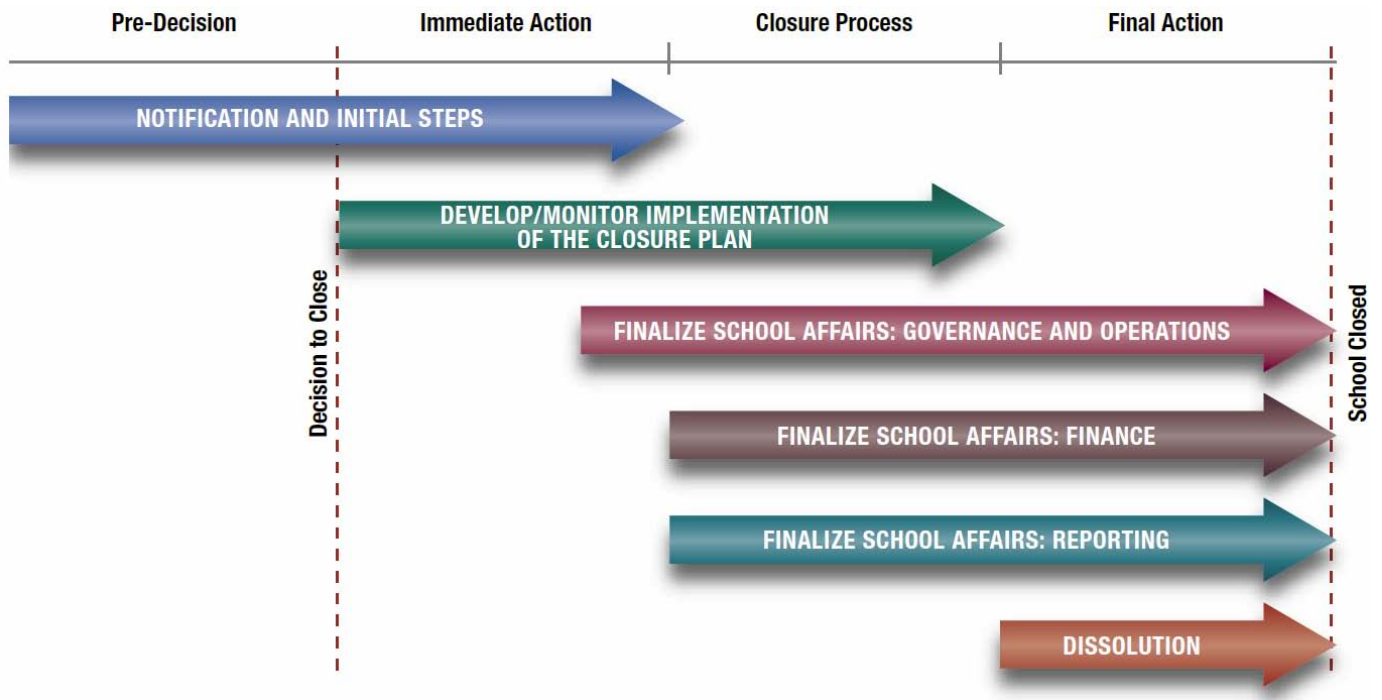 Pre-Decision
Immediate Action
Closure Process
Final Action
NOTIFICATION AND INITIAL STEPS
DEVELOP/MONITOR IMPLEMENTATION
OF THE CLOSURE PLAN
Decision to Close
FINALIZE SCHOOL AFFAIRS: GOVERNANCE AND OPERATIONS
School Closed
FINALIZE SCHOOL AFFAIRS: FINANCE
FINALIZE SCHOOL AFFAIRS: REPORTING
DISSOLUTION